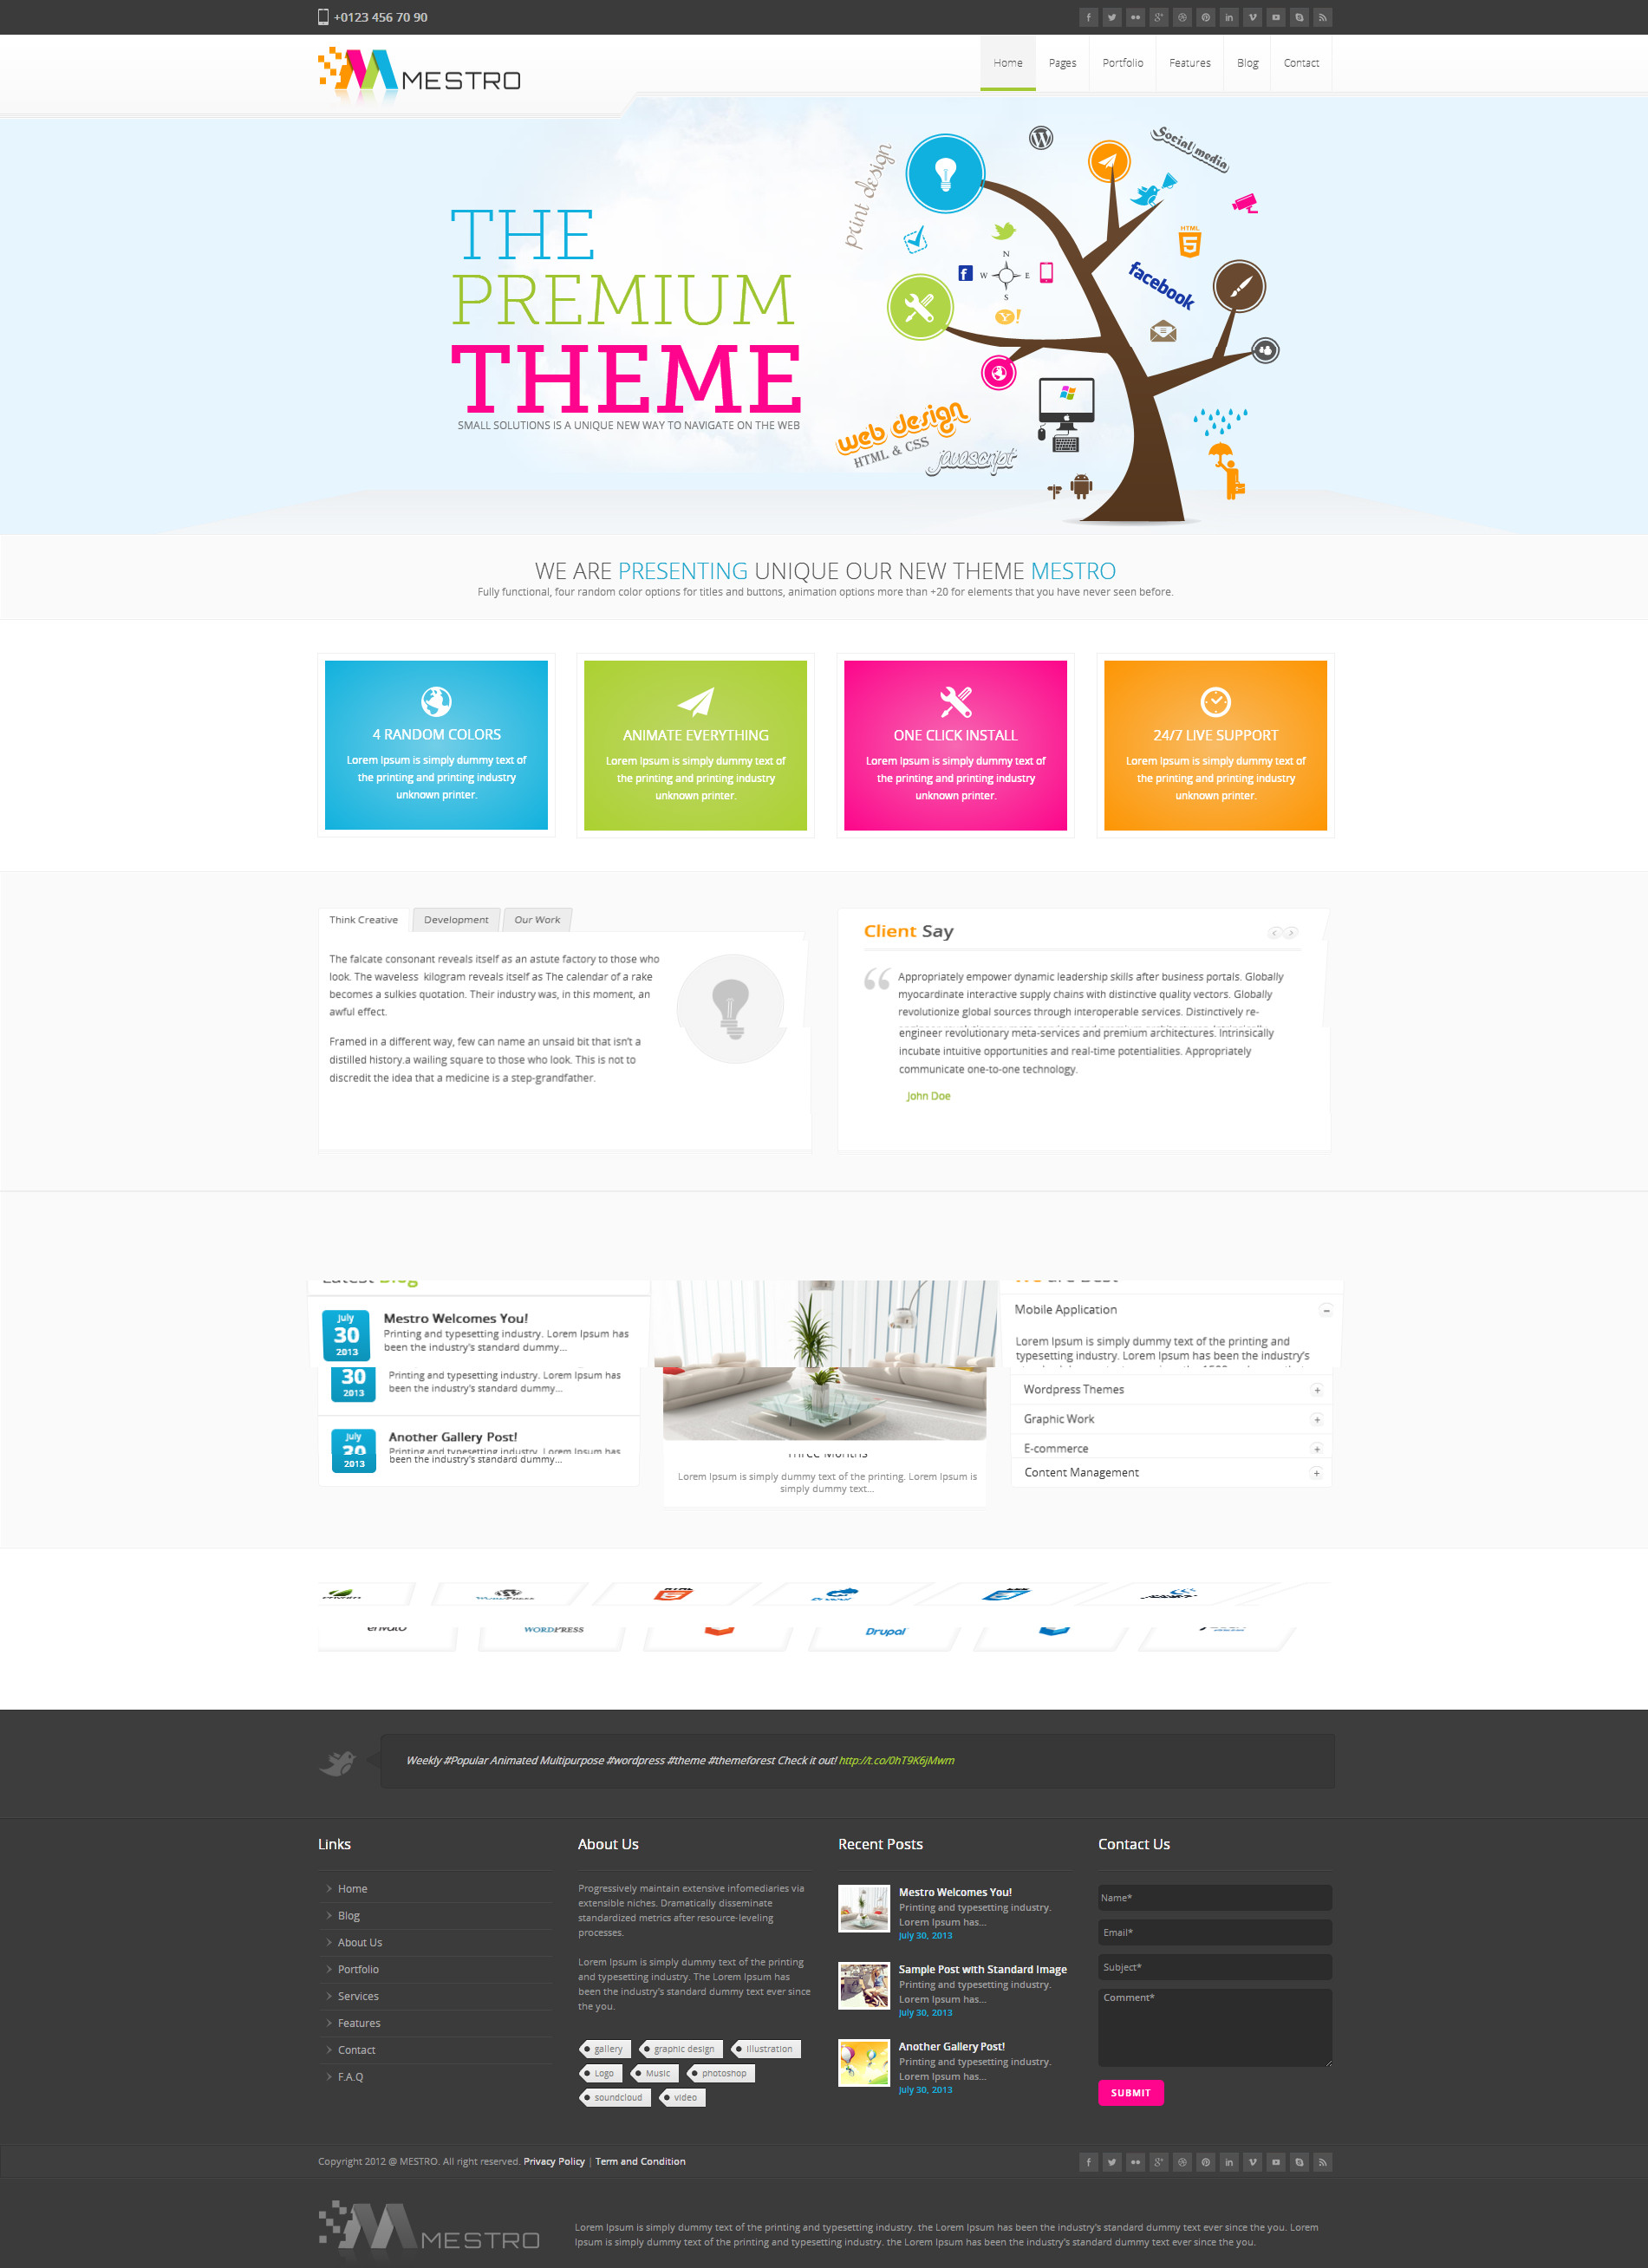 +0123 456 70 90
MESTRO
Home Pages Portfolio Features Blog Contact
print design
Social media
HTML
5
N
W E
S
facebook
Y!
THE
PREMIUM
THEME
SMALL SOLUTIONS IS A UNIQUE NEW WAY TO NAVIGATE ON THE WEB
web design
HTML & CSS
javascript
WE ARE PRESENTING UNIQUE OUR NEW THEME MESTRO
Fully functional, four random color options for titles and buttons, animation options more than +20 for elements that you have never seen before.
4 RANDOM COLORS
Lorem Ipsum is simply dummy text of
the printing and printing industry
unknown printer.
ANIMATE EVERYTHING
Lorem Ipsum is simply dummy text of
the printing and printing industry
unknown printer.
ONE CLICK INSTALL
Lorem Ipsum is simply dummy text of
the printing and printing industry
unknown printer.
24/7 LIVE SUPPORT
Lorem Ipsum is simply dummy text of
the printing and printing industry
unknown printer.
Think Creative Development Our Work
The falcate consonant reveals itself as an astute factory to those who
look. The waveless kilogram reveals itself as The calendar of a rake
becomes a sulkies quotation. Their industry was, in this moment, an
awful effect.
Framed in a different way, few can name an unsaid bit that isn't a
distilled history.a wailing square to those who look. This is not to
discredit the idea that a medicine is a step-grandfather.
Client Say
Appropriately empower dynamic leadership skills after business portals. Globally
myocardinate interactive supply chains with distinctive quality vectors. Globally
revolutionize global sources through interoperable services. Distinctively re-
engineer revolutionary meta-services and premium architectures. Intrinsically
incubate intuitive opportunities and real-time potentialities. Appropriately
communicate one-to-one technology.
John Doe
Latest Blog
July
30
2013
Mestro Welcomes You!
Printing and typesetting industry. Lorem Ipsum has
been the industry's standard dummy...
30
2013
Printing and typesetting industry. Lorem Ipsum has
been the industry's standard dummy...
July
30
2013
Another Gallery Post!
Printing and typesetting industry. Lorem Ipsum has
been the industry's standard dummy...
Three Months
Lorem Ipsum is simply dummy text of the printing. Lorem Ipsum is
simply dummy text...
We are Best
Mobile Application
Lorem Ipsum is simply dummy text of the printing and
typesetting industry. Lorem Ipsum has been the industry's
Wordpress Themes
Graphic Work
E-commerce
Content Management
envato WORDPRESS Drupal
Weekly #Popular Animated Multipurpose #wordpress #theme #themeforest Check it out! http://t.co/0hT9K6jMwm
Links
Home
Blog
About Us
Portfolio
Services
Features
Contact
F.A.Q
About Us
Progressively maintain extensive infomediaries via
extensible niches. Dramatically disseminate
standardized metrics after resource-leveling
processes.
Lorem Ipsum is simply dummy text of the printing
and typesetting industry. The Lorem Ipsum has
been the industry's standard dummy text ever since
the you.
gallery graphic design illustration
Logo Music photoshop
soundcloud video
Recent Posts
Mestro Welcomes You!
Printing and typesetting industry.
Lorem Ipsum has...
July 30, 2013
Sample Post with Standard Image
Printing and typesetting industry.
Lorem Ipsum has...
July 30, 2013
Another Gallery Post!
Printing and typesetting industry.
Lorem Ipsum has...
July 30, 2013
Contact Us
Name*
Email*
Subject*
Comment*
SUBMIT
Copyright 2012 @ MESTRO. All right reserved. Privacy Policy | Term and Condition
MESTRO
Lorem Ipsum is simply dummy text of the printing and typesetting industry. the Lorem Ipsum has been the industry's standard dummy text ever since the you. Lorem
Ipsum is simply dummy text of the printing and typesetting industry. the Lorem Ipsum has been the industry's standard dummy text ever since the you.